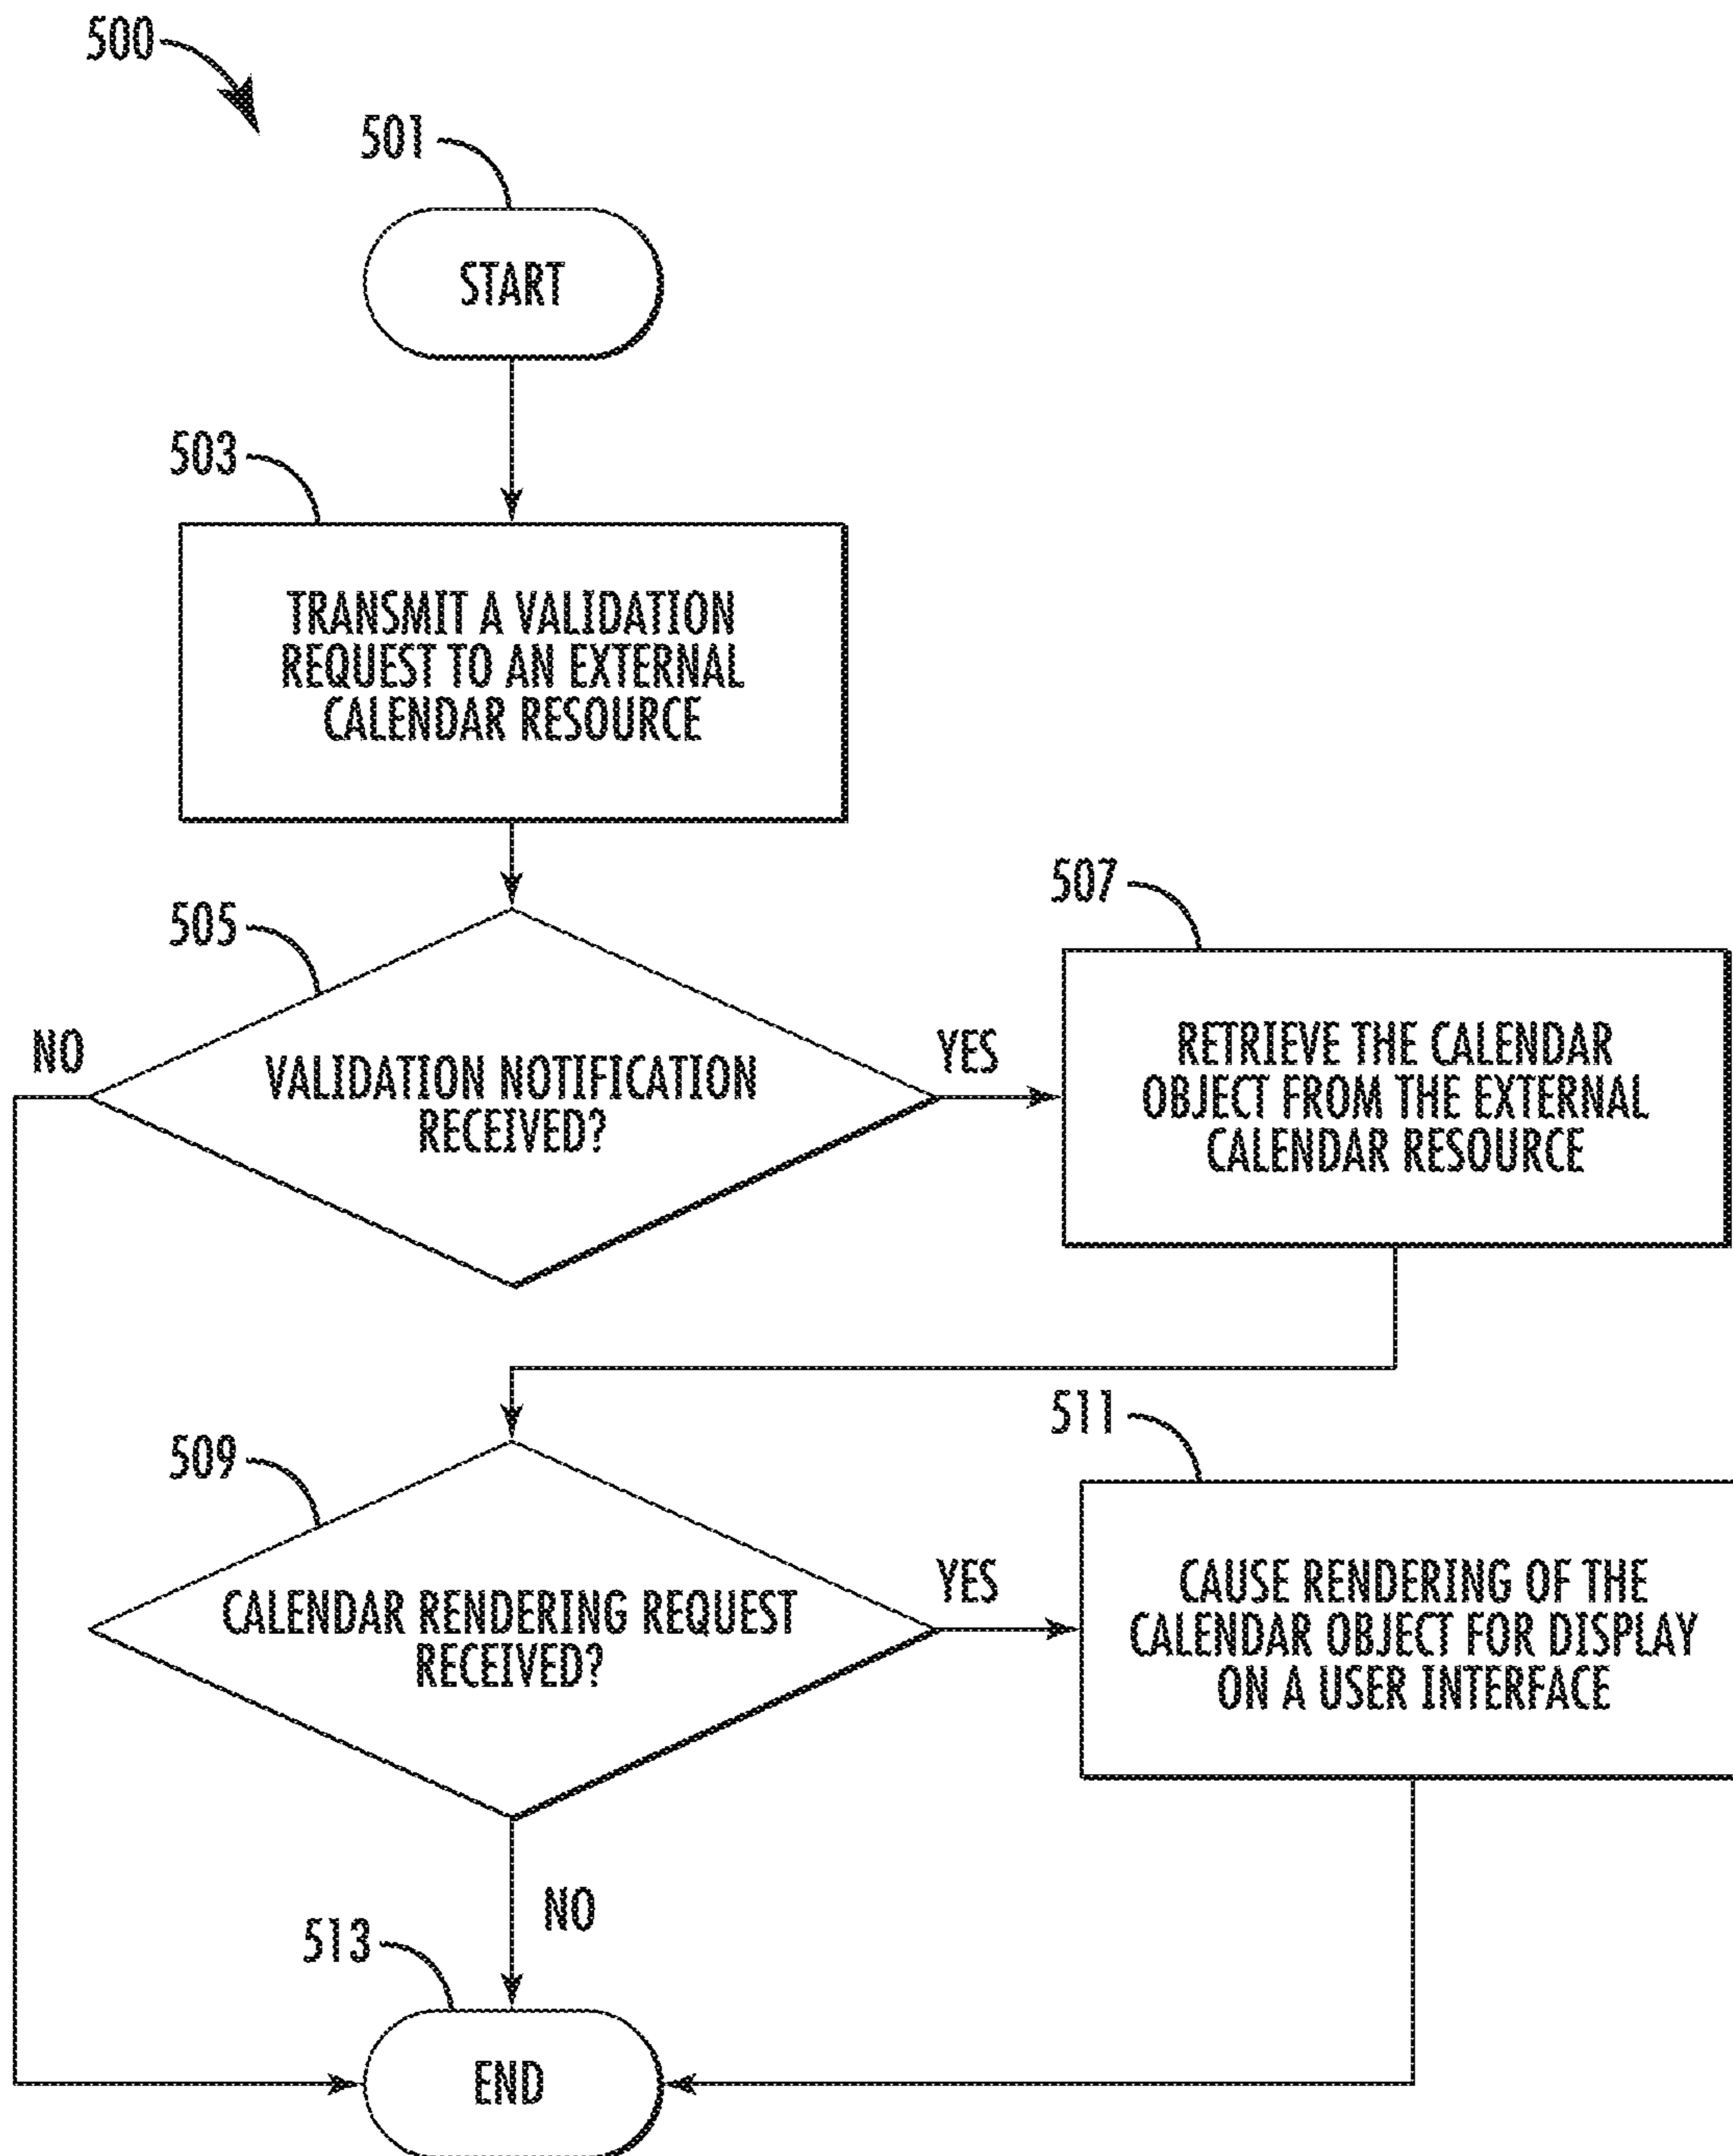 500
501
START
503
TRANSMIT A VALIDATION
REQUEST TO AN EXTERNAL
CALENDAR RESOURCE
505
VALIDATION NOTIFICATION
RECEIVED?
NO
YES
507
RETRIEVE THE CALENDAR
OBJECT FROM THE EXTERNAL
CALENDAR RESOURCE
509
CALENDAR RENDERING REQUEST
RECEIVED?
YES
511
CAUSE RENDERING OF THE
CALENDAR OBJECT FOR DISPLAY
ON A USER INTERFACE
NO
513
END